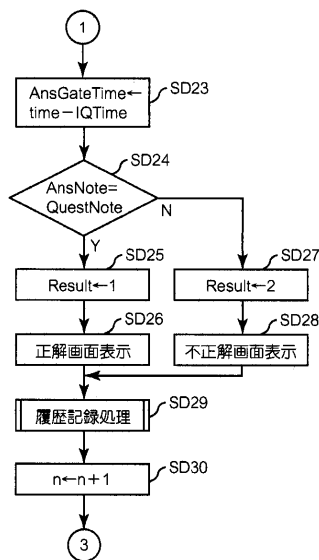 1
AnsGateTime←
time－IQTime
SD23
SD24
AnsNote=
QuestNote
N
Y
SD25
Result←1
SD27
Result←2
SD26
正解画面表示
SD28
不正解画面表示
SD29
履歴記録処理
SD30
n←n＋1
3